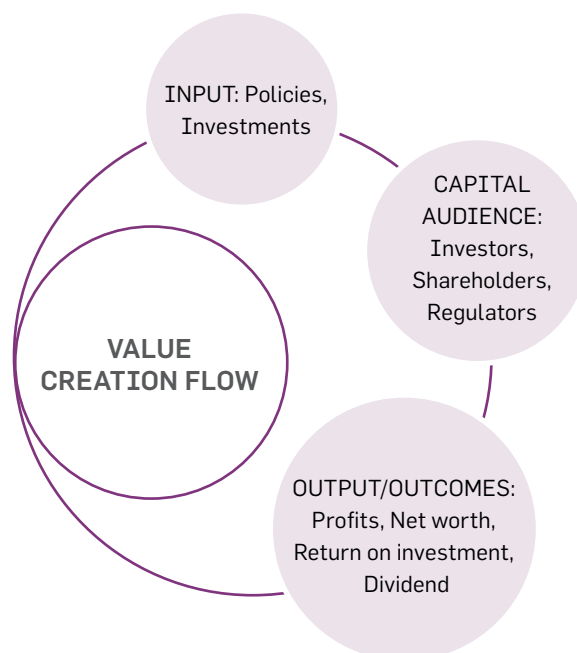 INPUT: Policies,
Investments
CAPITAL
AUDIENCE:
Investors,
Shareholders,
Regulators
VALUE
CREATION FLOW
OUTPUT/OUTCOMES:
Profits, Net worth,
Return on investment,
Dividend